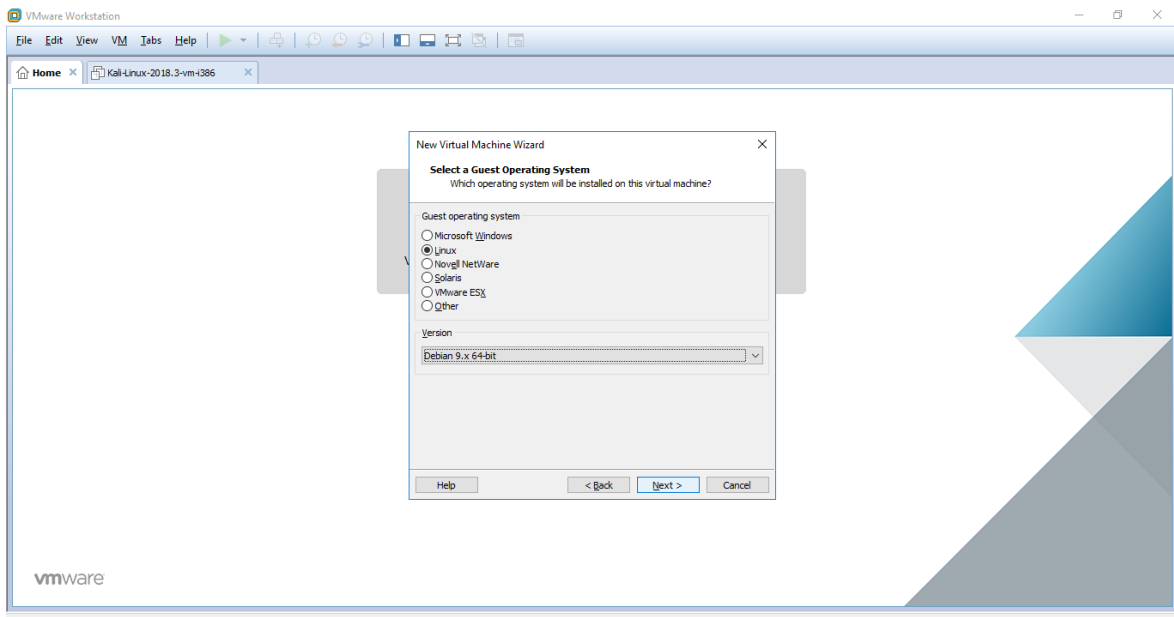 VMware Workstation
File Edit View VM Tabs Help
Home Kali-Linux-2018.3-vm-i386
New Virtual Machine Wizard
Select a Guest Operating System
Which operating system will be installed on this virtual machine?
Guest operating system
Microsoft Windows
Linux
Novell NetWare
Solaris
VMware ESX
Other
Version
Debian 9.x 64-bit
Help < Back Next > Cancel
vmware